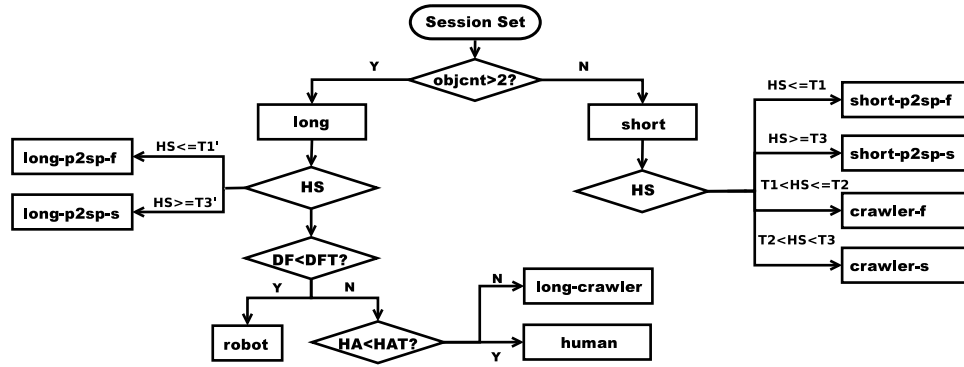 Session Set
objcnt>2?
Y
N
long
short
HS<=T1
short-p2sp-f
HS>=T3
short-p2sp-s
T1<HS<=T2
crawler-f
T2<HS<T3
crawler-s
HS
HS
HS<=T1'
long-p2sp-f
HS>=T3'
long-p2sp-s
DF<DFT?
Y
N
robot
HA<HAT?
N
long-crawler
Y
human